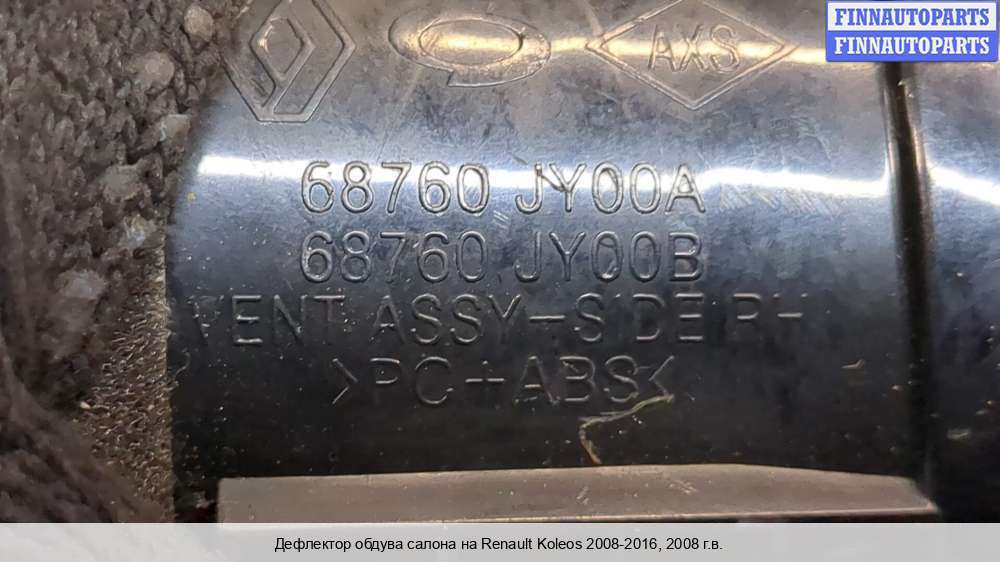 FINNAUTOPARTS
FINNAUTOPARTS
AXS
68760 JY00A
68760 JY00B
VENT ASSY-SIDE RH
>PC+ABS<
Дефлектор обдува салона на Renault Koleos 2008-2016, 2008 г.в.